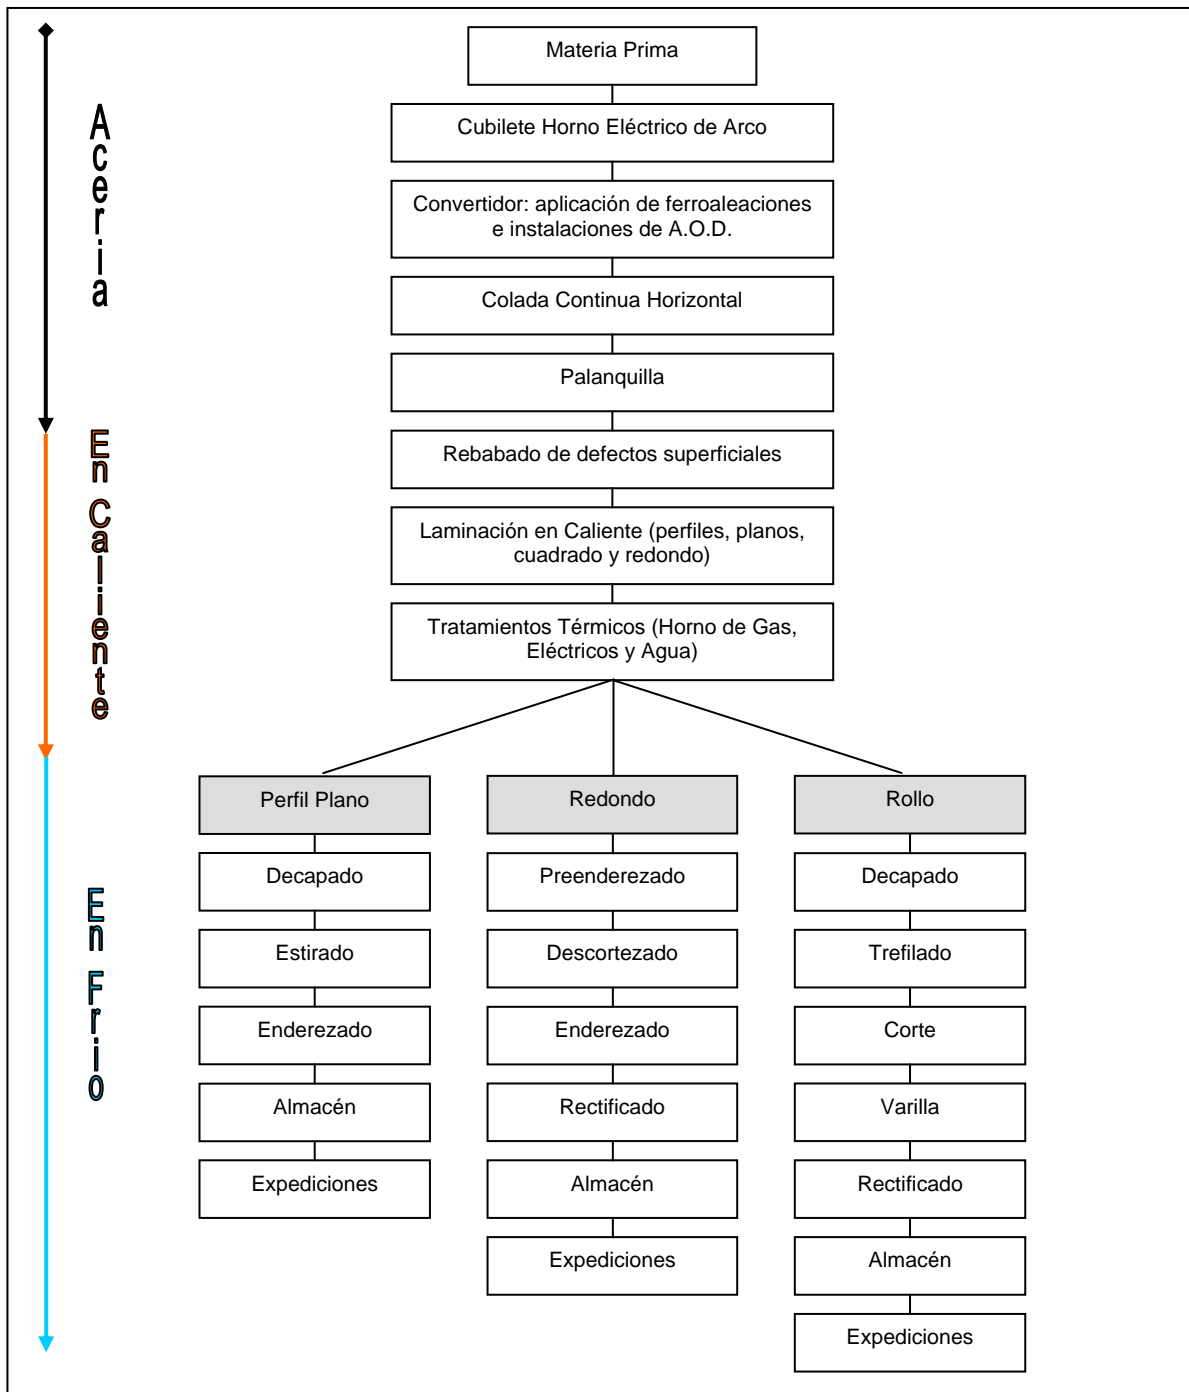 Aceria
En Caliente
En Frio
Materia Prima
Cubilete Horno Eléctrico de Arco
Convertidor: aplicación de ferroaleaciones
e instalaciones de A.O.D.
Colada Continua Horizontal
Palanquilla
Rebabado de defectos superficiales
Laminación en Caliente (perfiles, planos,
cuadrado y redondo)
Tratamientos Térmicos (Horno de Gas,
Eléctricos y Agua)
Perfil Plano
Decapado
Estirado
Enderezado
Almacén
Expediciones
Redondo
Preenderezado
Descortezado
Enderezado
Rectificado
Almacén
Expediciones
Rollo
Decapado
Trefilado
Corte
Varilla
Rectificado
Almacén
Expediciones